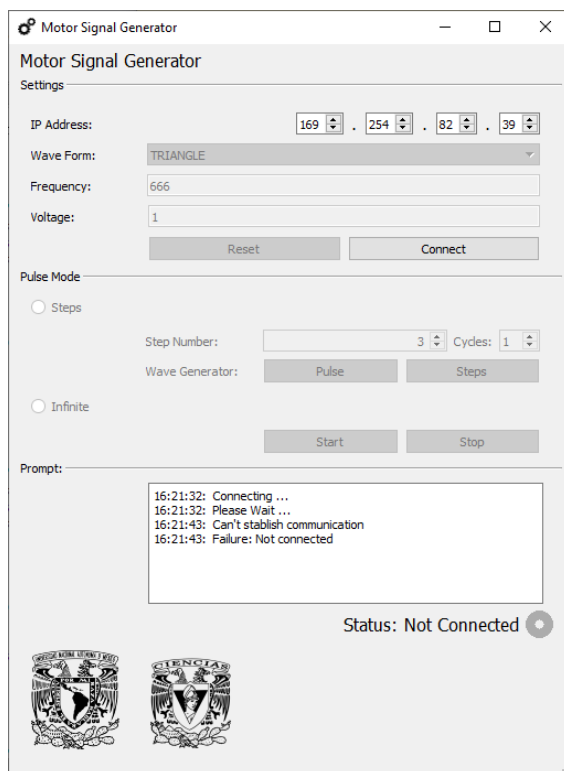 Motor Signal Generator
Motor Signal Generator
Settings
IP Address: 169 . 254 . 82 . 39
Wave Form: TRIANGLE
Frequency: 666
Voltage: 1
Reset Connect
Pulse Mode
Steps
Step Number: 3 Cycles: 1
Wave Generator: Pulse Steps
Infinite
Start Stop
Prompt:
16:21:32: Connecting ...
16:21:32: Please Wait ...
16:21:43: Can't stablish communication
16:21:43: Failure: Not connected
Status: Not Connected
CIENCIAS